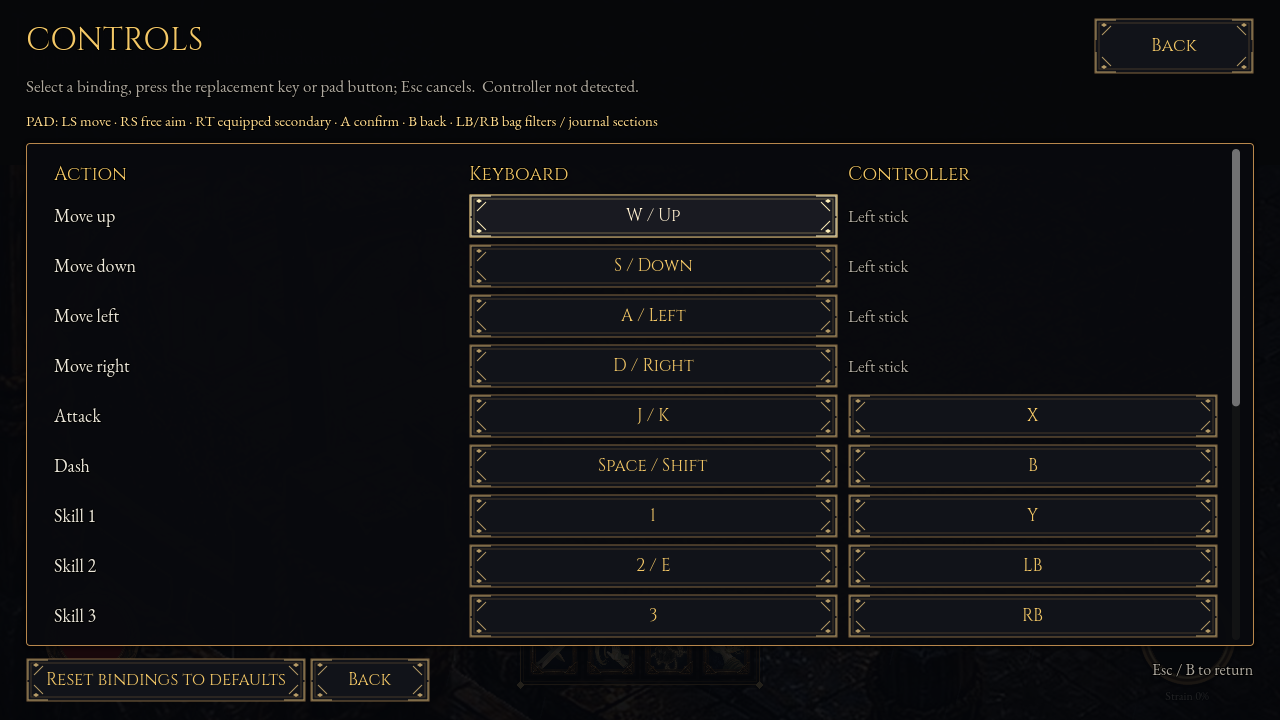 CONTROLS
Back
Select a binding, press the replacement key or pad button; Esc cancels.  Controller not detected.
PAD: LS move · RS free aim · RT equipped secondary · A confirm · B back · LB/RB bag filters / journal sections
Action Keyboard Controller
Move up W / Up Left stick
Move down S / Down Left stick
Move left A / Left Left stick
Move right D / Right Left stick
Attack J / K X
Dash Space / Shift B
Skill 1 1 Y
Skill 2 2 / E LB
Skill 3 3 RB
Reset bindings to defaults Back
Esc / B to return
Strain 0%